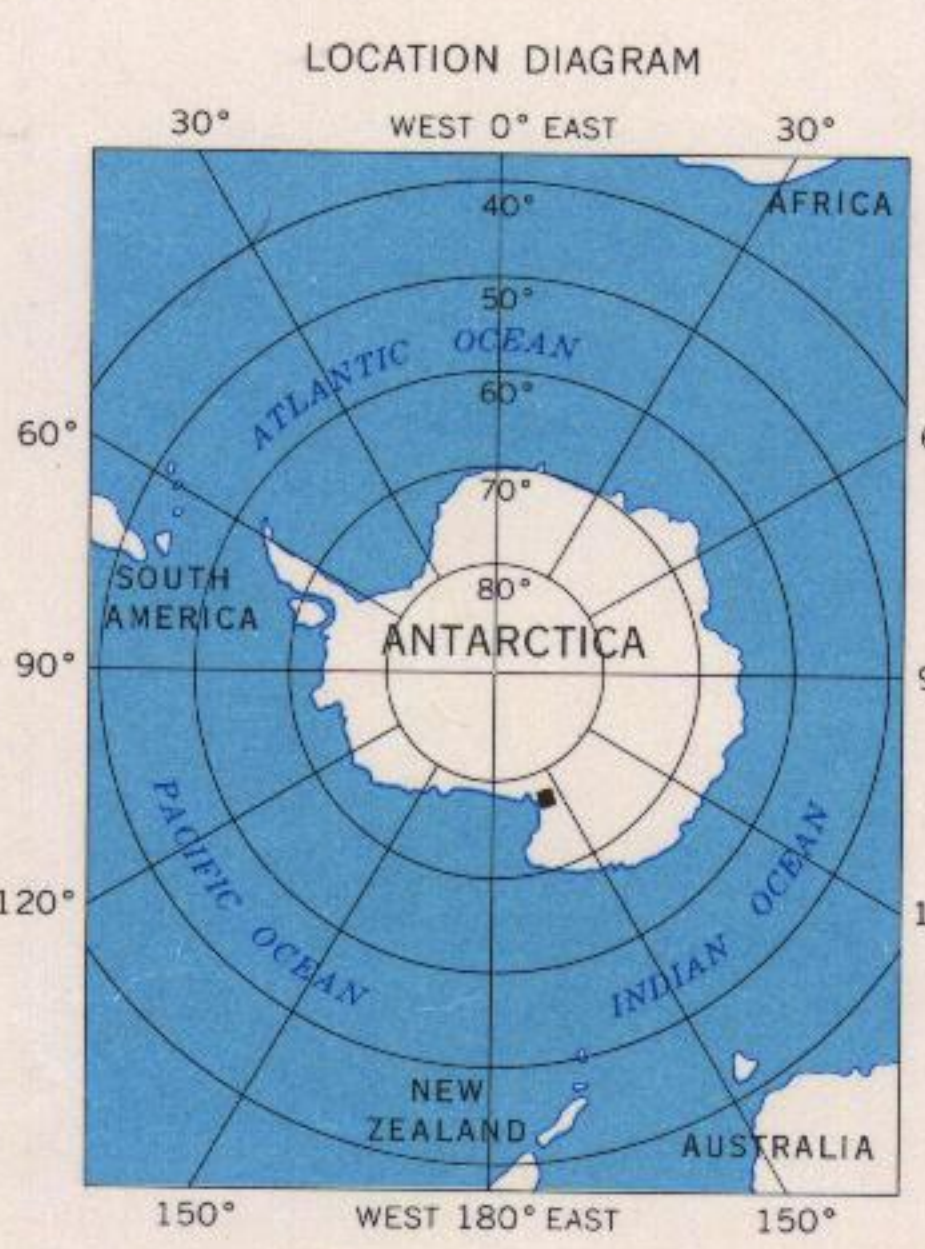 LOCATION DIAGRAM
30° WEST 0° EAST 30°
AFRICA
40°
50°
ATLANTIC OCEAN
60°
60°
70°
80°
SOUTH
AMERICA
ANTARCTICA
90°
PACIFIC OCEAN
INDIAN OCEAN
120°
NEW
ZEALAND
AUSTRALIA
150° WEST 180° EAST 150°